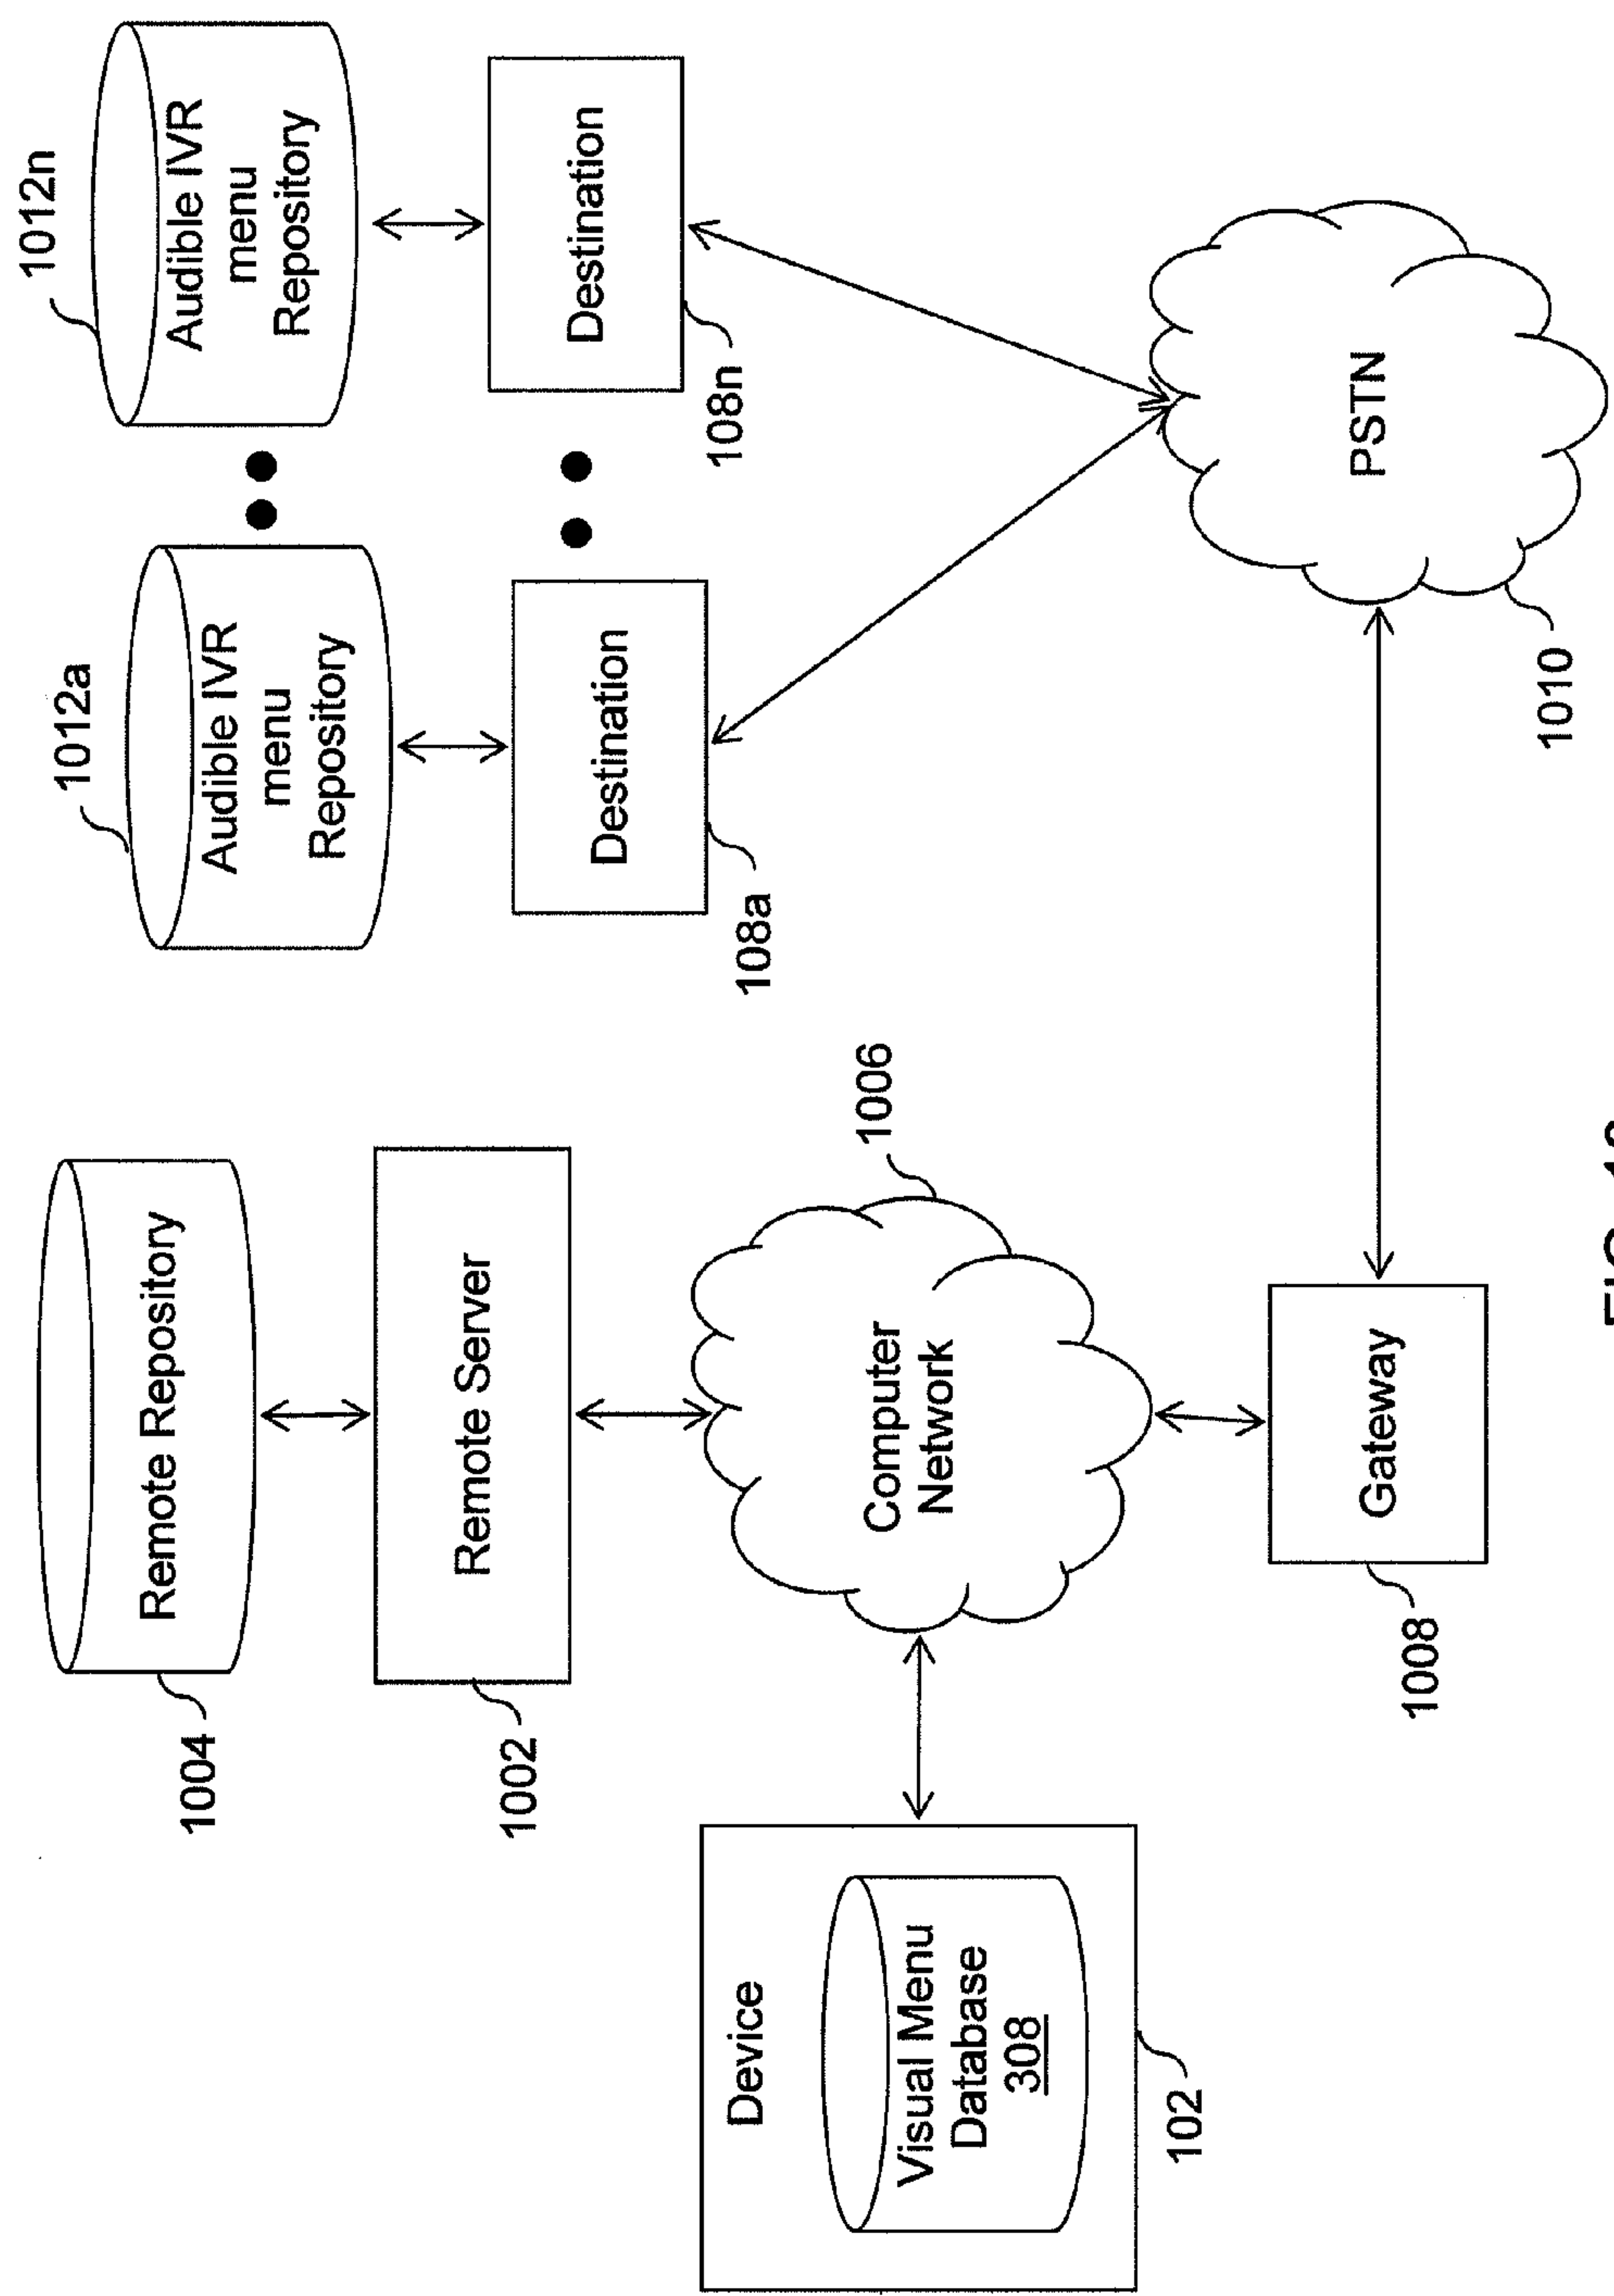 1012n
1012a
Remote Repository
1004
Audible IVR
menu
Repository
Audible IVR
menu
Repository
Remote Server
1002
Destination
108a
Destination
108n
Device
Visual Menu
Database
308
102
Computer
Network
1006
Gateway
1008
PSTN
1010
FIG.